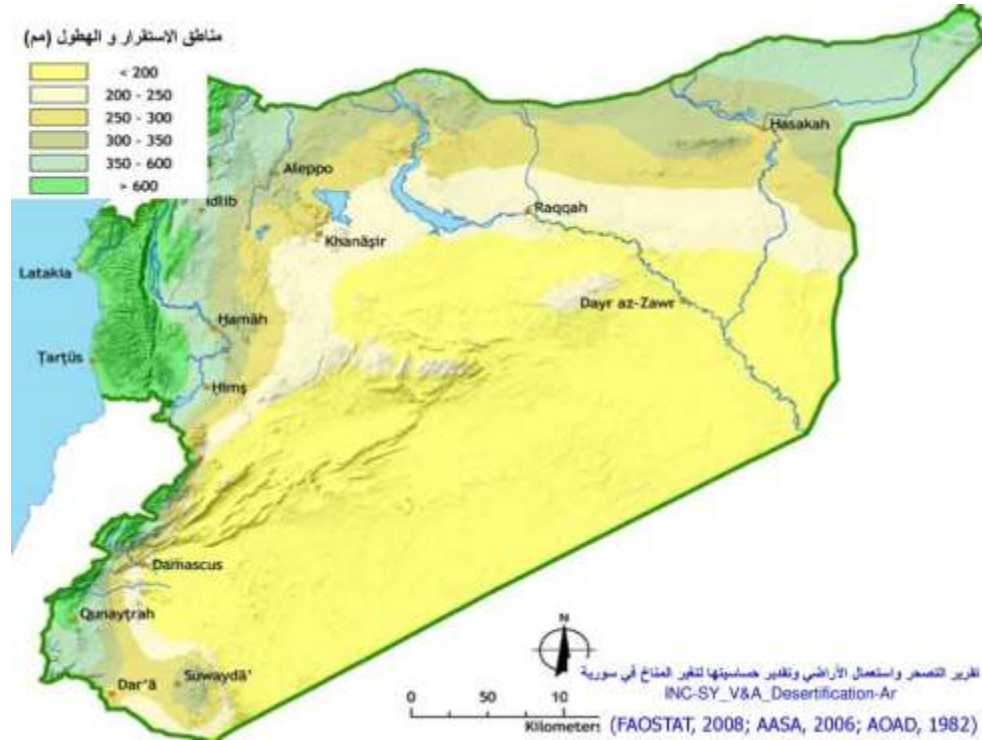 مناطق الاستقرار و الهطول (مم)
< 200
200 - 250
250 - 300
300 - 350
350 - 600
> 600
Hasakah
Aleppo
Idlib
Raqqah
Khanāşir
Latakia
Dayr az-Zawr
Ḩamāh
Ţarţūs
Ḩimş
Damascus
Qunayţrah
Suwaydā'
Dar'ā
N
0 50 10
Kilometers
تقرير التصحر واستعمال الأراضي وتقدير حساسيتها لتغير المناخ في سورية
INC-SY_V&A_Desertification-Ar
(FAOSTAT, 2008; AASA, 2006; AOAD, 1982)